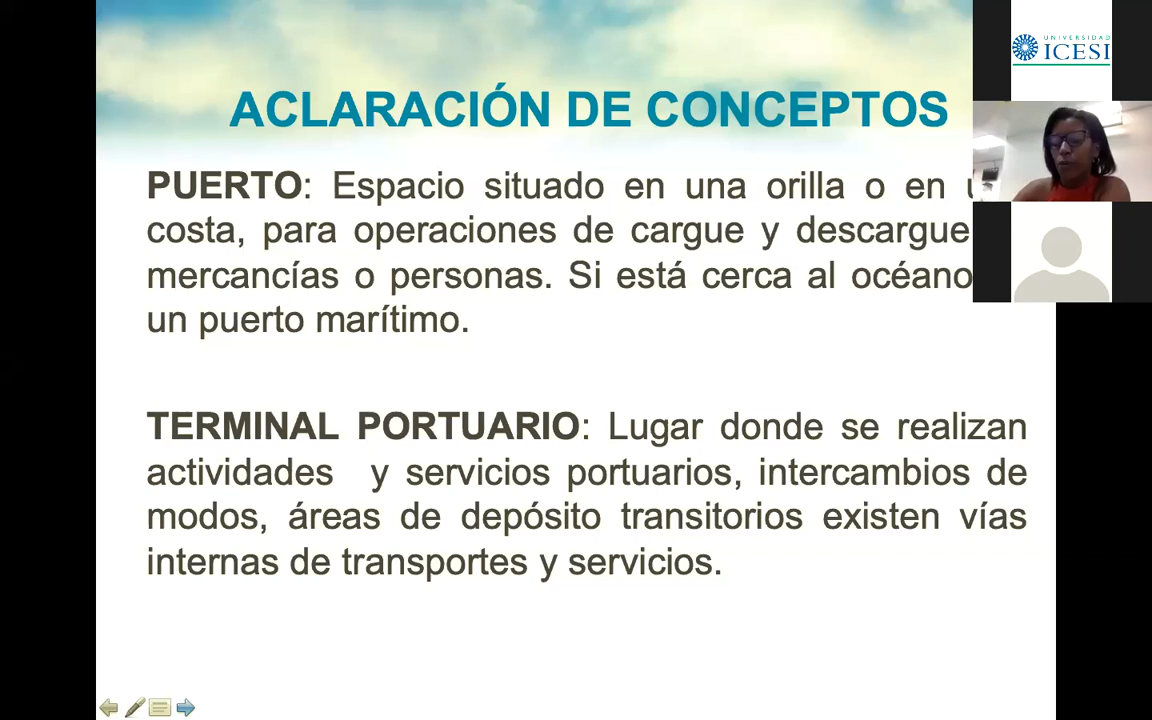 ACLARACIÓN DE CONCEPTOS
UNIVERSIDAD
ICESI
PUERTO: Espacio situado en una orilla o en
costa, para operaciones de cargue y descargue
mercancías o personas. Si está cerca al océano
un puerto marítimo.
TERMINAL PORTUARIO: Lugar donde se realizan
actividades y servicios portuarios, intercambios de
modos, áreas de depósito transitorios existen vías
internas de transportes y servicios.